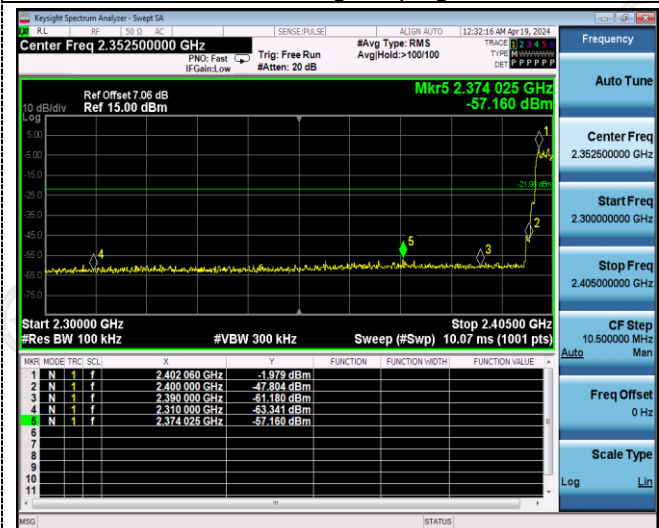 Keysight Spectrum Analyzer - Swept SA
RL RF 50 Ω AC SENSE:PULSE ALIGN AUTO 12:32:16 AM Apr 19, 2024
Center Freq 2.352500000 GHz
PNO: Fast
IFGain:Low
Trig: Free Run
#Atten: 20 dB
#Avg Type: RMS
Avg|Hold:>100/100
TRACE 1 2 3 4 5 6
TYPE MWWWWW
DET P P P P P P
Ref Offset 7.06 dB
Ref 15.00 dBm
10 dB/div
Log
Mkr5 2.374 025 GHz
-57.160 dBm
5.00
-5.00
-15.0
-25.0
-35.0
-45.0
-55.0
-65.0
-75.0
-21.98 dBm
1
2
3
4
5
Start 2.30000 GHz Stop 2.40500 GHz
#Res BW 100 kHz #VBW 300 kHz Sweep (#Swp) 10.07 ms (1001 pts)
MKR MODE TRC SCL X Y FUNCTION FUNCTION WIDTH FUNCTION VALUE
1 N 1 f 2.402 060 GHz -1.979 dBm
2 N 1 f 2.400 000 GHz -47.804 dBm
3 N 1 f 2.390 000 GHz -61.180 dBm
4 N 1 f 2.310 000 GHz -63.341 dBm
5 N 1 f 2.374 025 GHz -57.160 dBm
6
7
8
9
10
11
MSG STATUS
Frequency
Auto Tune
Center Freq
2.352500000 GHz
Start Freq
2.300000000 GHz
Stop Freq
2.405000000 GHz
CF Step
10.500000 MHz
Auto Man
Freq Offset
0 Hz
Scale Type
Log Lin